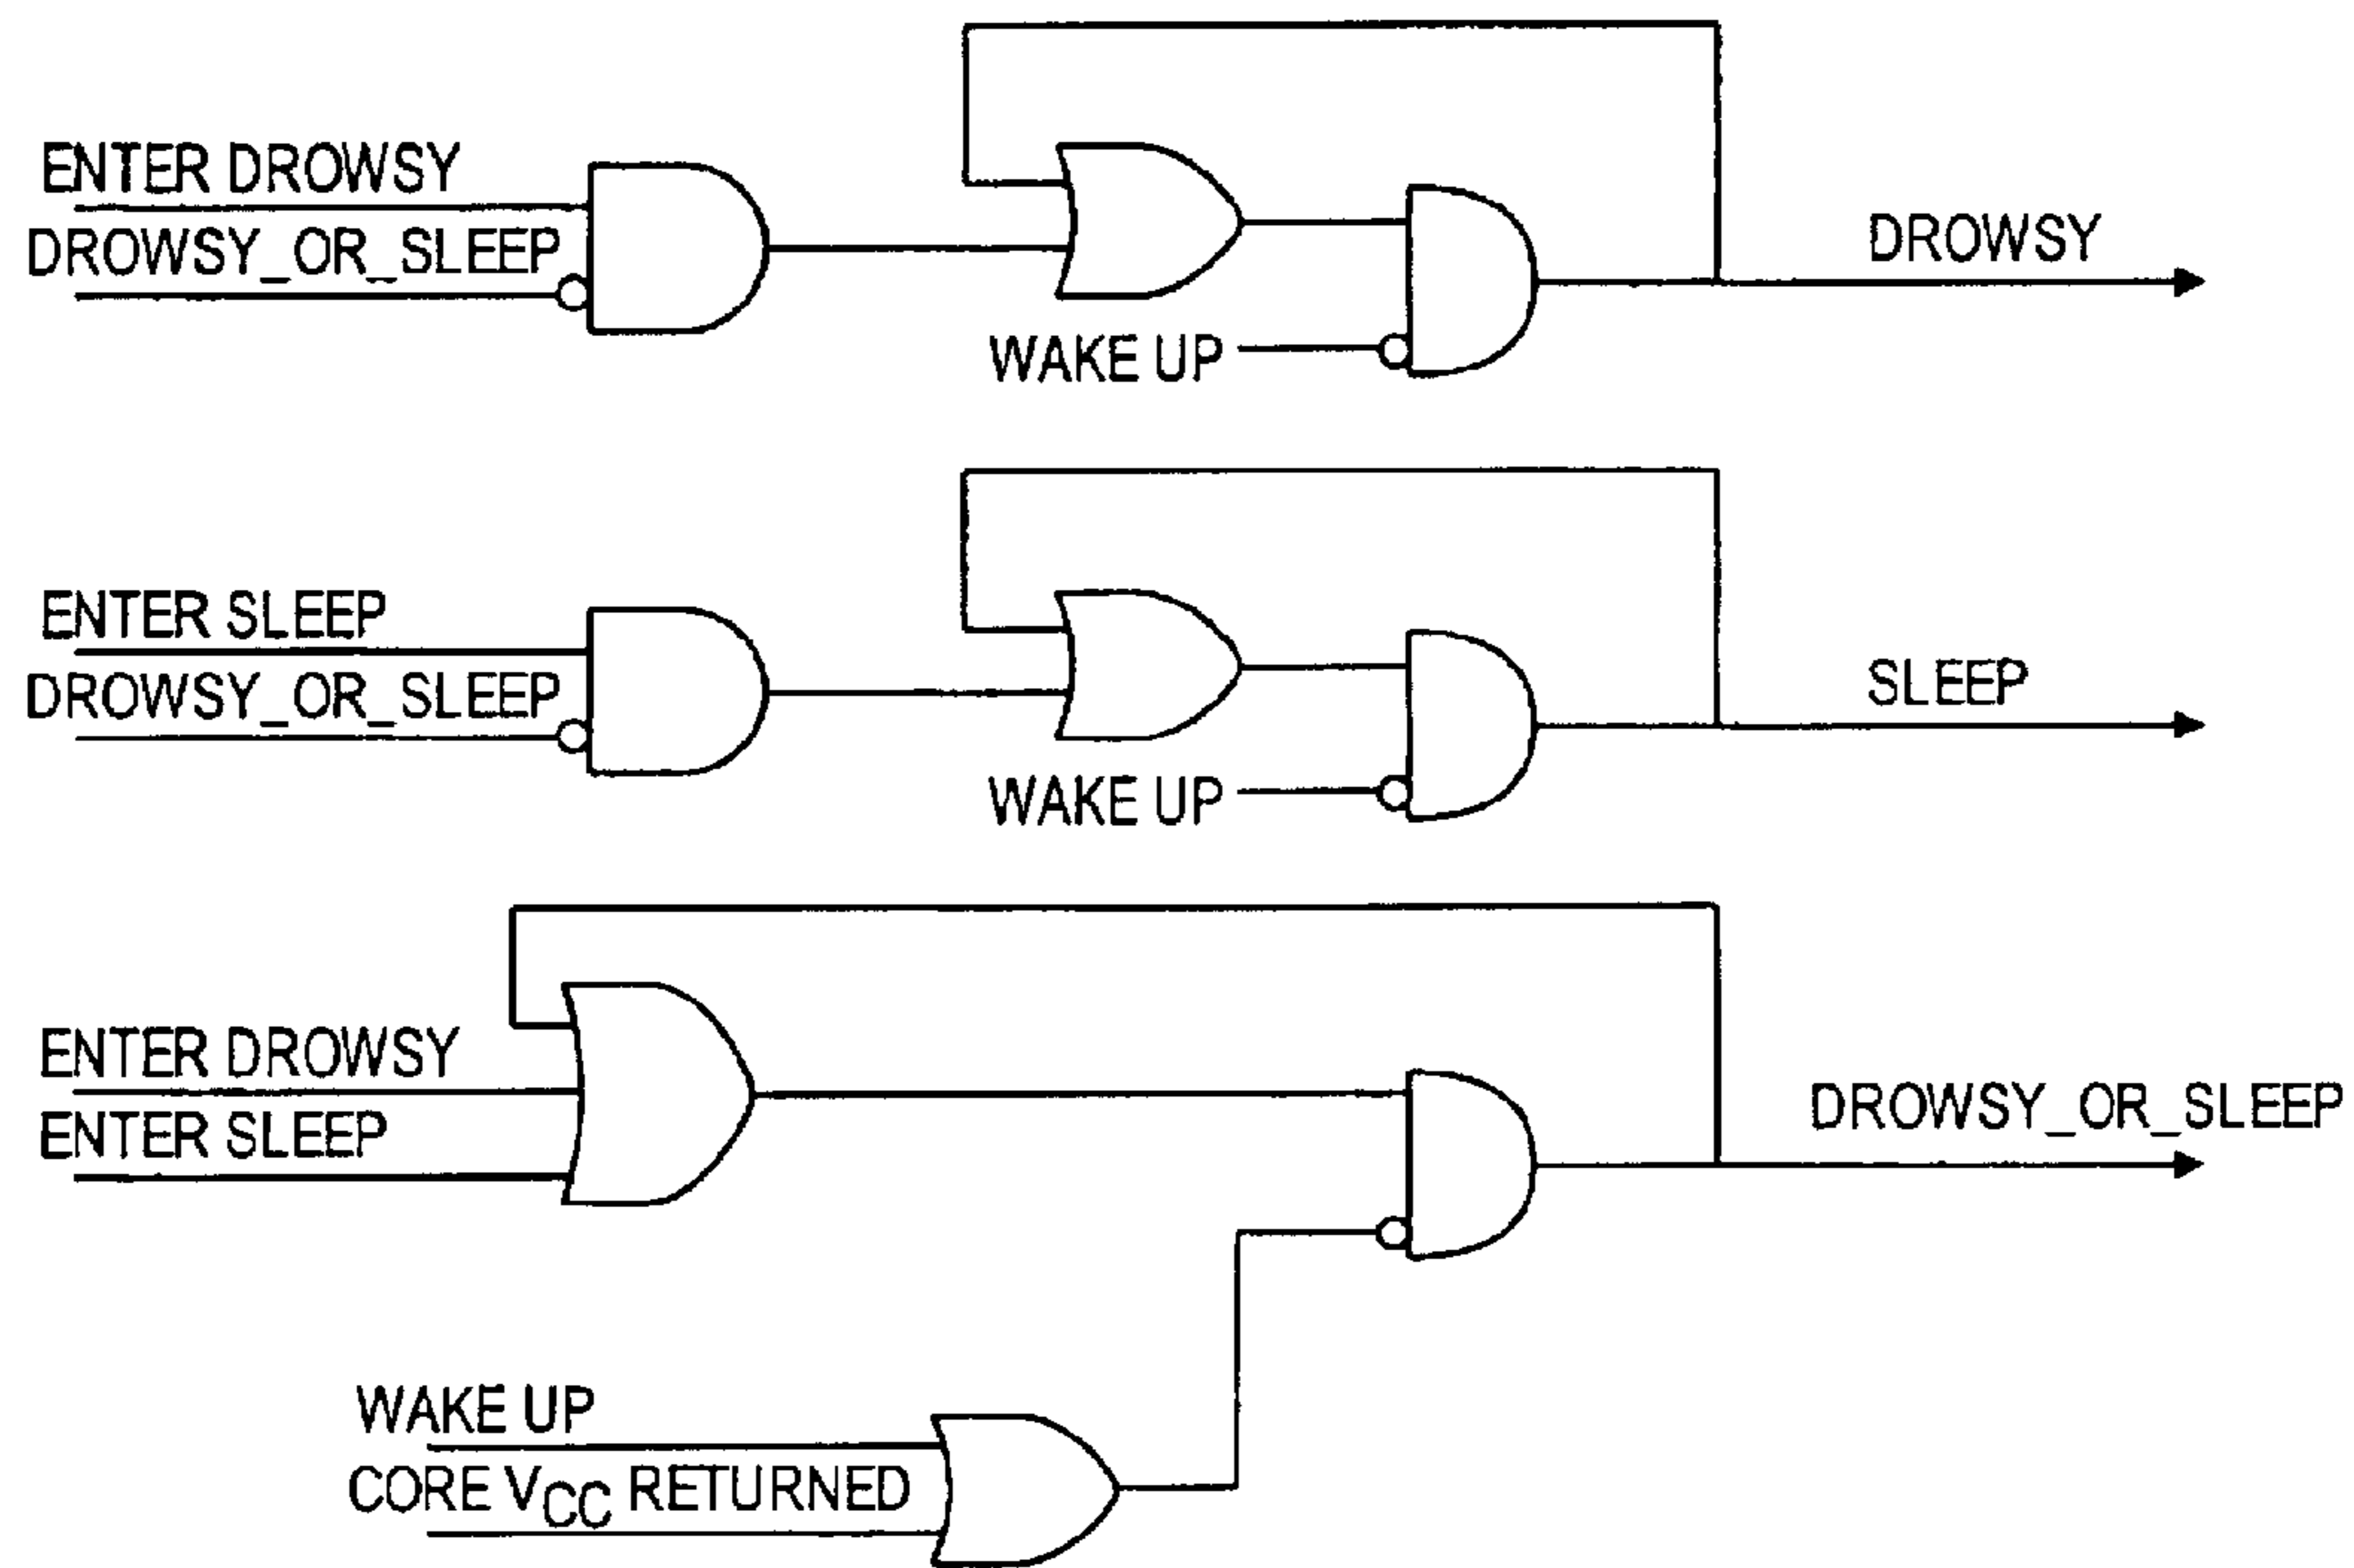 ENTER DROWSY
DROWSY_OR_SLEEP
WAKE UP
DROWSY
ENTER SLEEP
DROWSY_OR_SLEEP
WAKE UP
SLEEP
ENTER DROWSY
ENTER SLEEP
DROWSY_OR_SLEEP
WAKE UP
CORE VCC RETURNED